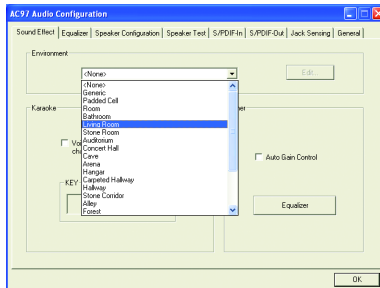 AC97 Audio Configuration
Sound Effect Equalizer Speaker Configuration Speaker Test S/PDIF-In S/PDIF-Out Jack Sensing General
Environment
<None>
Edit
<None>
Generic
Padded Cell
Room
Bathroom
Living Room
Stone Room
Auditorium
Concert Hall
Cave
Arena
Hangar
Carpeted Hallway
Hallway
Stone Corridor
Alley
Forest
Karaoke
KEY
Auto Gain Control
Equalizer
OK